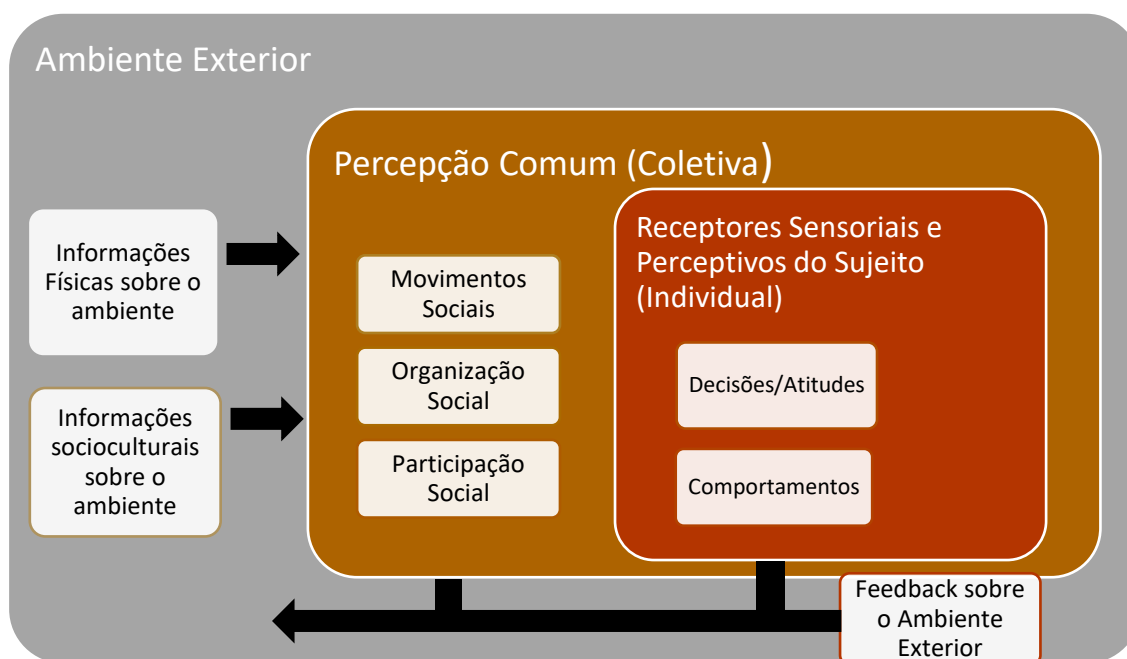 Ambiente Exterior
Percepção Comum (Coletiva)
Informações
Físicas sobre o
ambiente
Informações
socioculturais
sobre o
ambiente
Movimentos
Sociais
Organização
Social
Participação
Social
Receptores Sensoriais e
Perceptivos do Sujeito
(Individual)
Decisões/Atitudes
Comportamentos
Feedback sobre
o Ambiente
Exterior